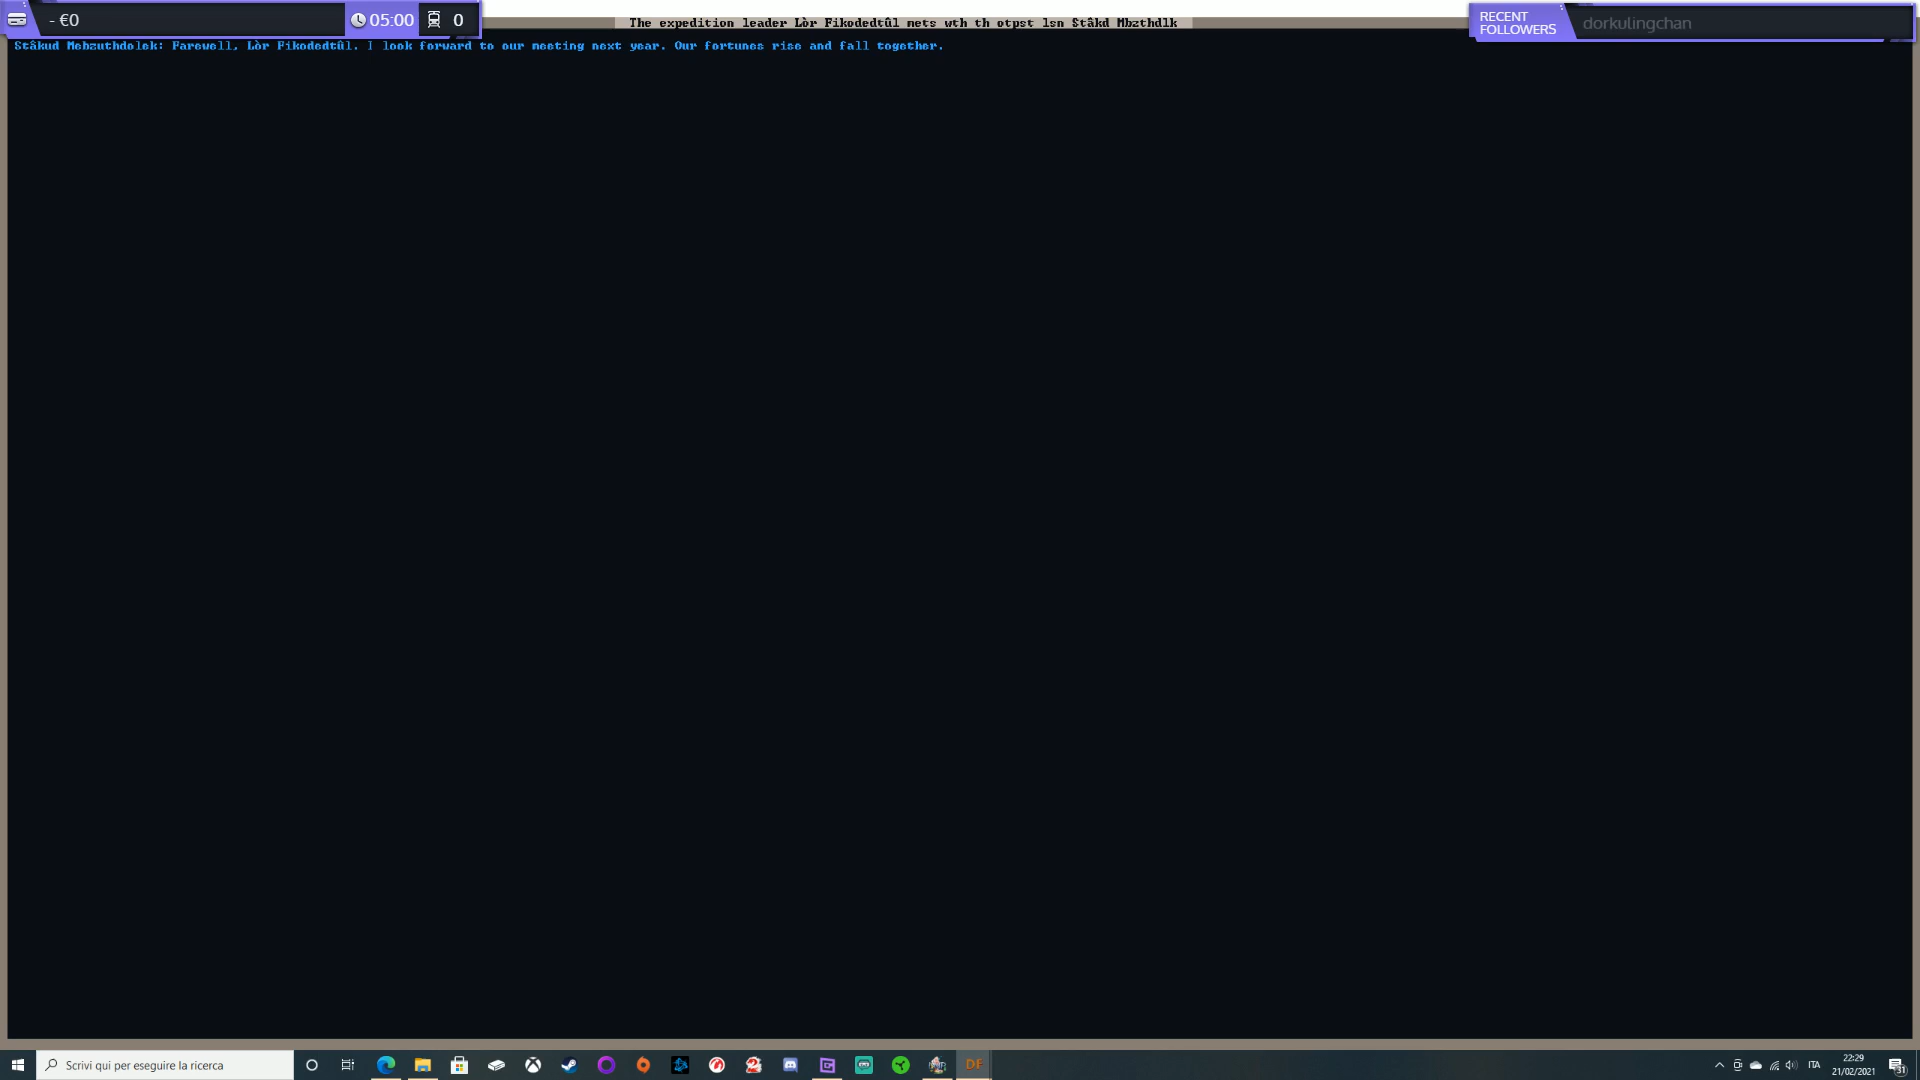 - €0
05:00
0
The expedition leader Lòr Fikodedtûl mets wth th otpst lsn Stâkd Mbzthdlk
RECENT
FOLLOWERS
dorkulingchan
Stâkud Mebzuthdolek: Farewell, Lòr Fikodedtûl. I look forward to our meeting next year. Our fortunes rise and fall together.
Scrivi qui per eseguire la ricerca
DF
ITA
22:29
21/02/2021
31